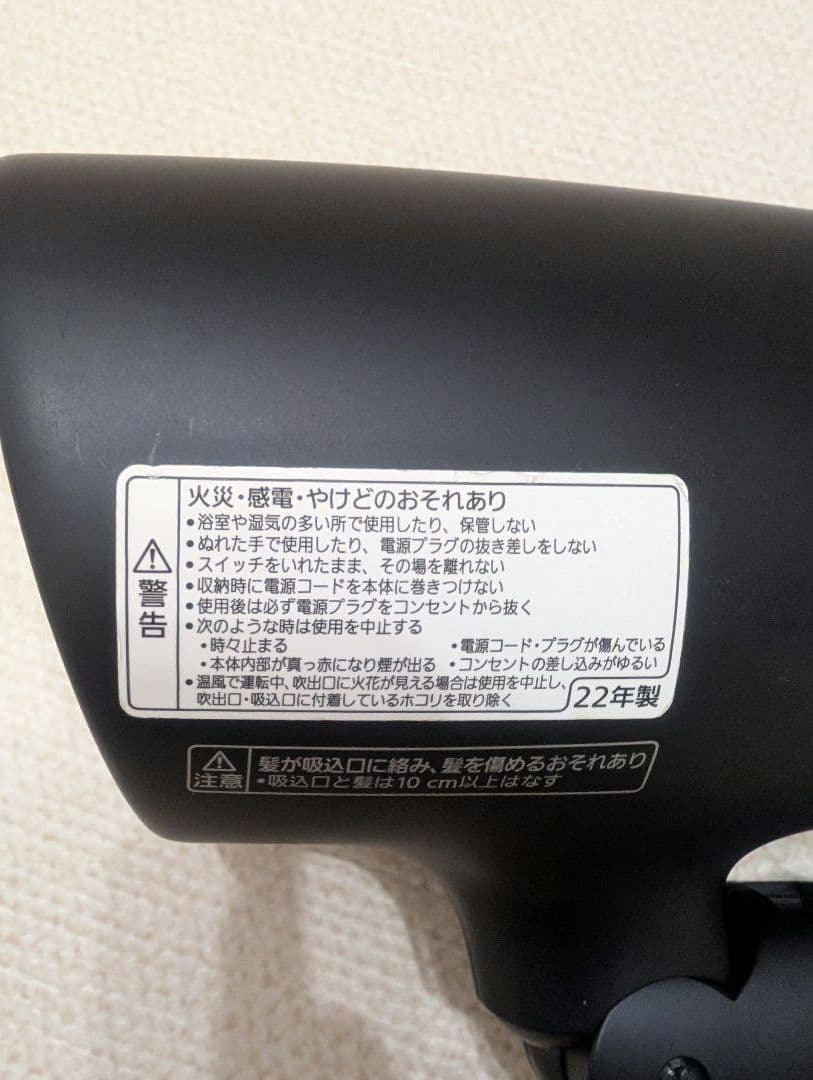 火災・感電・やけどのおそれあり
•浴室や湿気の多い所で使用したり、保管しない
•ぬれた手で使用したり、電源プラグの抜き差しをしない
•スイッチをいれたまま、その場を離れない
•収納時に電源コードを本体に巻きつけない
•使用後は必ず電源プラグをコンセントから抜く
•次のような時は使用を中止する
・時々止まる ・電源コード・プラグが傷んでいる
・本体内部が真っ赤になり煙が出る ・コンセントの差し込みがゆるい
•温風で運転中、吹出口に火花が見える場合は使用を中止し、
吹出口・吸込口に付着しているホコリを取り除く
22年製
警告
注意
髪が吸込口に絡み、髪を傷めるおそれあり
・吸込口と髪は10 cm以上はなす